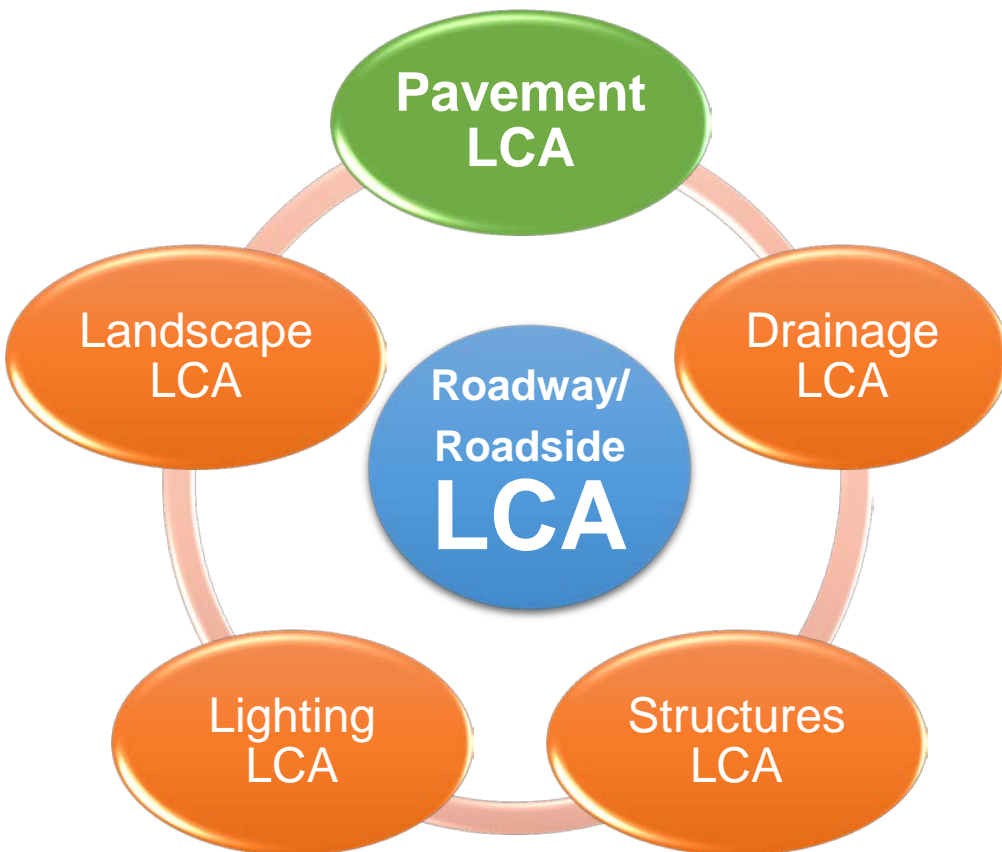 Pavement
LCA
Landscape
LCA
Drainage
LCA
Roadway/
Roadside
LCA
Lighting
LCA
Structures
LCA